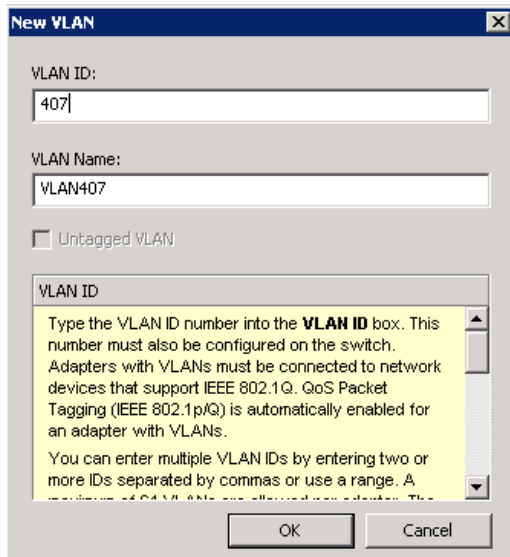 New VLAN
VLAN ID:
407
VLAN Name:
VLAN407
Untagged VLAN
VLAN ID
Type the VLAN ID number into the VLAN ID box. This
number must also be configured on the switch.
Adapters with VLANs must be connected to network
devices that support IEEE 802.1Q. QoS Packet
Tagging (IEEE 802.1p/Q) is automatically enabled for
an adapter with VLANs.
You can enter multiple VLAN IDs by entering two or
more IDs separated by commas or use a range. A
OK Cancel